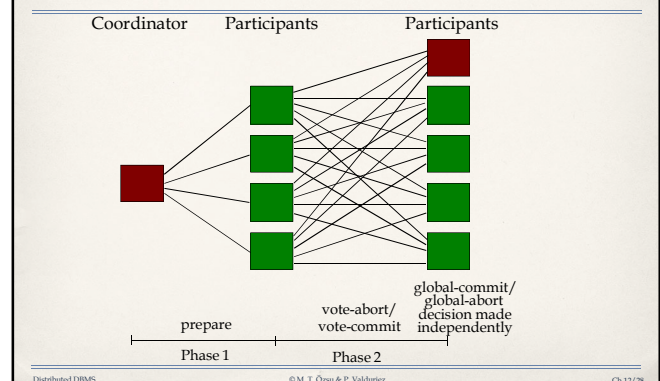 Coordinator Participants Participants
prepare
vote-abort/
vote-commit
global-commit/
global-abort
decision made
independently
Phase 1 Phase 2
Distributed DBMS © M. T. Özsu & P. Valduriez